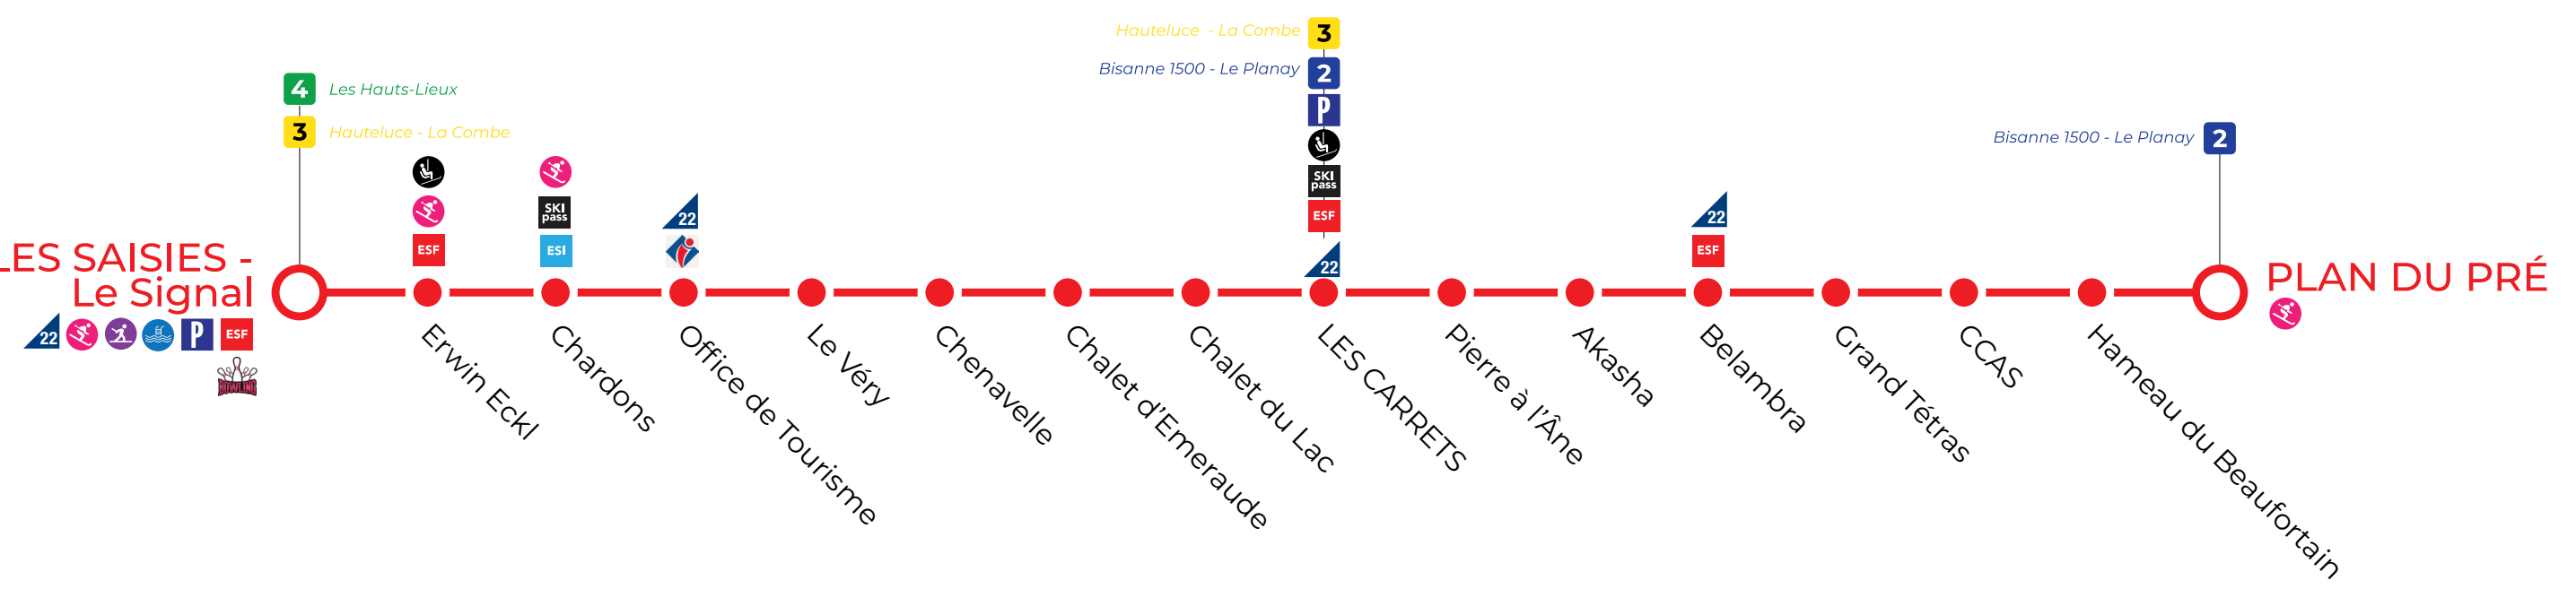 Hauteluce - La Combe 3
Bisanne 1500 - Le Planay 2
P
SKI
pass
ESF
22
4 Les Hauts-Lieux
3 Hauteluce - La Combe
Bisanne 1500 - Le Planay 2
ESF
SKI
pass
ESI
22
22
ESF
LES SAISIES -
Le Signal
22
P
ESF
BOWLING
PLAN DU PRÉ
Erwin Eckl
Chardons
Office de Tourisme
Le Véry
Chenavelle
Chalet d'Emeraude
Chalet du Lac
LES CARRETS
Pierre à l'Âne
Akasha
Belambra
Grand Tétras
CCAS
Hameau du Beaufortain